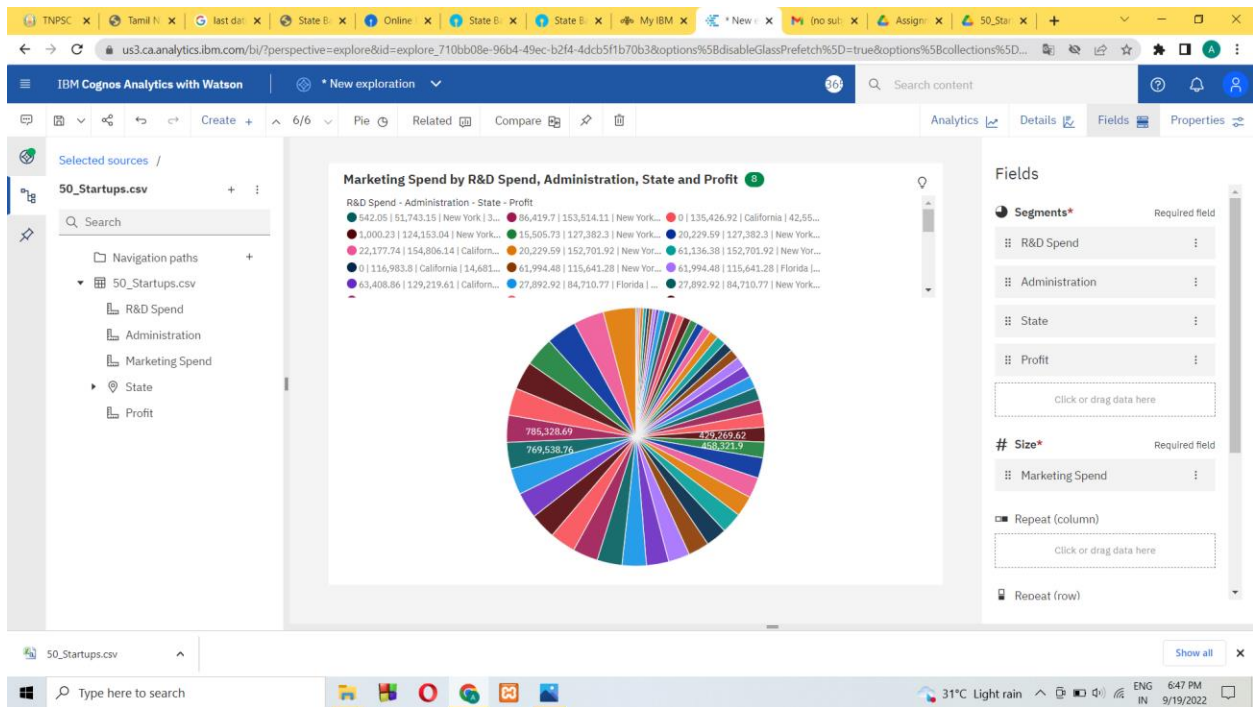 TNPSC
Tamil N
last dat
State B
Online
State B
State B
My IBM
* New e
(no sub
Assignr
50_Star
us3.ca.analytics.ibm.com/bi/?perspective=explore&id=explore_710bb08e-96b4-49ec-b2f4-4dcb5f1b70b3&options%5BdisableGlassPrefetch%5D=true&options%5Bcollections%5D...
A
IBM Cognos Analytics with Watson
* New exploration
Search content
Create +
6/6
Pie
Related
Compare
Analytics
Details
Fields
Properties
Selected sources /
50_Startups.csv
Search
Navigation paths
50_Startups.csv
R&D Spend
Administration
Marketing Spend
State
Profit
Marketing Spend by R&D Spend, Administration, State and Profit 8
R&D Spend - Administration - State - Profit
542.05 | 51,743.15 | New York | 3... 86,419.7 | 153,514.11 | New York... 0 | 135,426.92 | California | 42,55...
1,000.23 | 124,153.04 | New York... 15,505.73 | 127,382.3 | New York... 20,229.59 | 127,382.3 | New York...
22,177.74 | 154,806.14 | Californ... 20,229.59 | 152,701.92 | New Yor... 61,136.38 | 152,701.92 | New Yor...
0 | 116,983.8 | California | 14,681... 61,994.48 | 115,641.28 | New Yor... 61,994.48 | 115,641.28 | Florida |...
63,408.86 | 129,219.61 | Californ... 27,892.92 | 84,710.77 | Florida | ... 27,892.92 | 84,710.77 | New York...
785,328.69
769,538.76
429,269.62
458,321.9
Fields
Segments* Required field
R&D Spend
Administration
State
Profit
Click or drag data here
Size* Required field
Marketing Spend
Repeat (column)
Click or drag data here
Repeat (row)
50_Startups.csv
Show all
Type here to search
31°C Light rain
ENG
IN
6:47 PM
9/19/2022